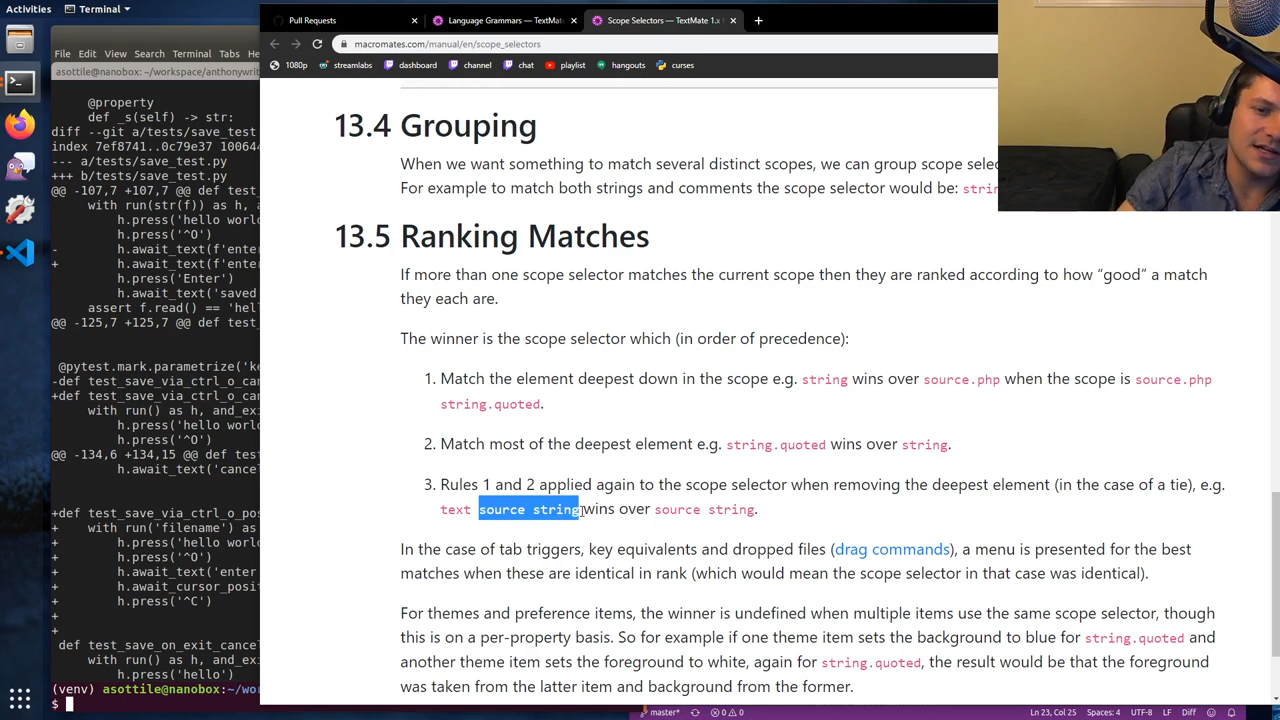 Activities
Terminal
Pull Requests
Language Grammars — TextMat
Scope Selectors — TextMate 1.x
File Edit View Search Terminal
asottile@nanobox: ~/workspace/anthonywrit
macromates.com/manual/en/scope_selectors
1080p streamlabs dashboard channel chat playlist hangouts curses
@property
def _s(self) -> str:
diff --git a/tests/save_test
index 7ef8741..0c79e37 10064
--- a/tests/save_test.py
+++ b/tests/save_test.py
@@ -107,7 +107,7 @@ def test
with run(str(f)) as h, a
h.press('hello world
h.press('^O')
- h.await_text(f'enter
+ h.await_text(f'enter
h.press('Enter')
h.await_text('saved
assert f.read() == 'hell
@@ -125,7 +125,7 @@ def test_
@pytest.mark.parametrize('ke
-def test_save_via_ctrl_o_can
+def test_save_via_ctrl_o_can
with run() as h, and_exi
h.press('hello world
h.press('^O')
- h.await_text('enter
+ h.await_text('enter
@@ -134,6 +134,15 @@ def test_
h.await_text('cance
+def test_save_via_ctrl_o_pos
+ with run('filename') as
+ h.press('hello world
+ h.press('^O')
+ h.await_text('enter
+ h.await_cursor_posi
+ h.press('^C')
+
+
def test_save_on_exit_cance
with run() as h, and_ex
h.press('hello')
(venv) asottile@nanobox:~/wor
$
13.4 Grouping
When we want something to match several distinct scopes, we can group scope selec
For example to match both strings and comments the scope selector would be: strin
13.5 Ranking Matches
If more than one scope selector matches the current scope then they are ranked according to how “good” a match
they each are.
The winner is the scope selector which (in order of precedence):
1. Match the element deepest down in the scope e.g. string wins over source.php when the scope is source.php
string.quoted.
2. Match most of the deepest element e.g. string.quoted wins over string.
3. Rules 1 and 2 applied again to the scope selector when removing the deepest element (in the case of a tie), e.g.
text source string wins over source string.
In the case of tab triggers, key equivalents and dropped files (drag commands), a menu is presented for the best
matches when these are identical in rank (which would mean the scope selector in that case was identical).
For themes and preference items, the winner is undefined when multiple items use the same scope selector, though
this is on a per-property basis. So for example if one theme item sets the background to blue for string.quoted and
another theme item sets the foreground to white, again for string.quoted, the result would be that the foreground
was taken from the latter item and background from the former.
master* 0 0 Ln 23, Col 25 Spaces: 4 UTF-8 LF Diff